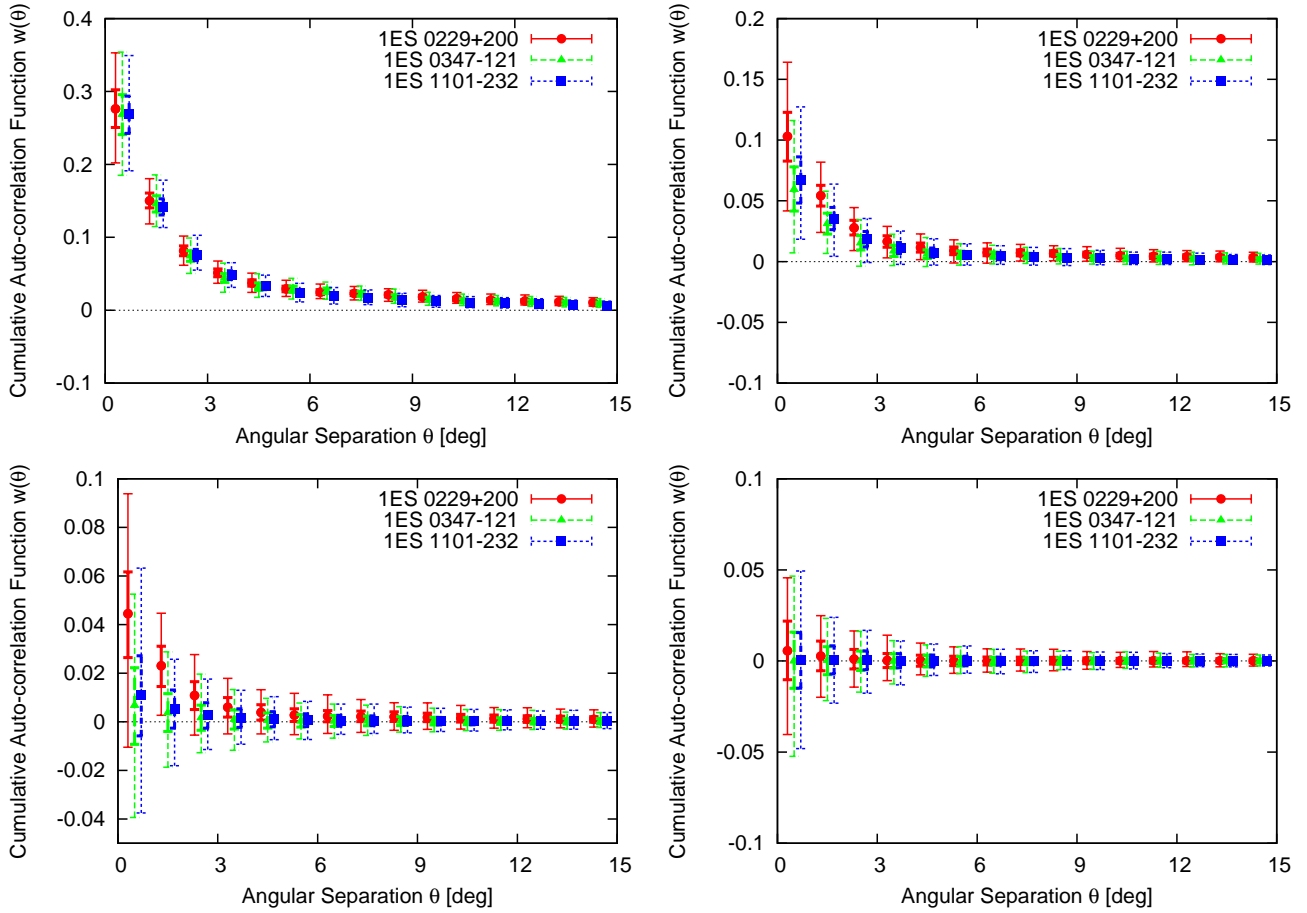 Cumulative Auto-correlation Function w(θ)
0.4
0.3
0.2
0.1
0
-0.1
0
3
6
9
12
15
Angular Separation θ [deg]
1ES 0229+200
1ES 0347-121
1ES 1101-232
Cumulative Auto-correlation Function w(θ)
0.2
0.15
0.1
0.05
0
-0.05
-0.1
0
3
6
9
12
15
Angular Separation θ [deg]
1ES 0229+200
1ES 0347-121
1ES 1101-232
Cumulative Auto-correlation Function w(θ)
0.1
0.08
0.06
0.04
0.02
0
-0.02
-0.04
0
3
6
9
12
15
Angular Separation θ [deg]
1ES 0229+200
1ES 0347-121
1ES 1101-232
Cumulative Auto-correlation Function w(θ)
0.1
0.05
0
-0.05
-0.1
0
3
6
9
12
15
Angular Separation θ [deg]
1ES 0229+200
1ES 0347-121
1ES 1101-232